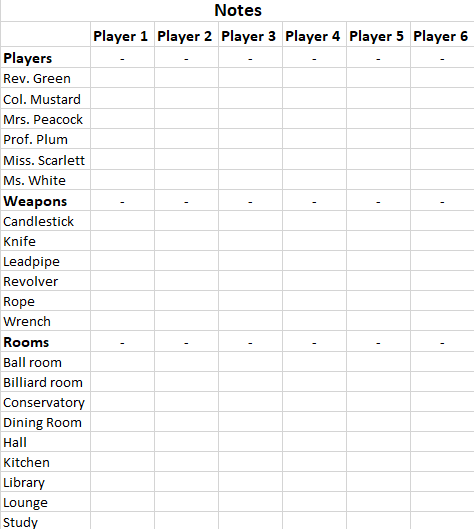 Notes
Player 1 Player 2 Player 3 Player 4 Player 5 Player 6
Players - - - - - -
Rev. Green
Col. Mustard
Mrs. Peacock
Prof. Plum
Miss. Scarlett
Ms. White
Weapons - - - - - -
Candlestick
Knife
Leadpipe
Revolver
Rope
Wrench
Rooms - - - - - -
Ball room
Billiard room
Conservatory
Dining Room
Hall
Kitchen
Library
Lounge
Study